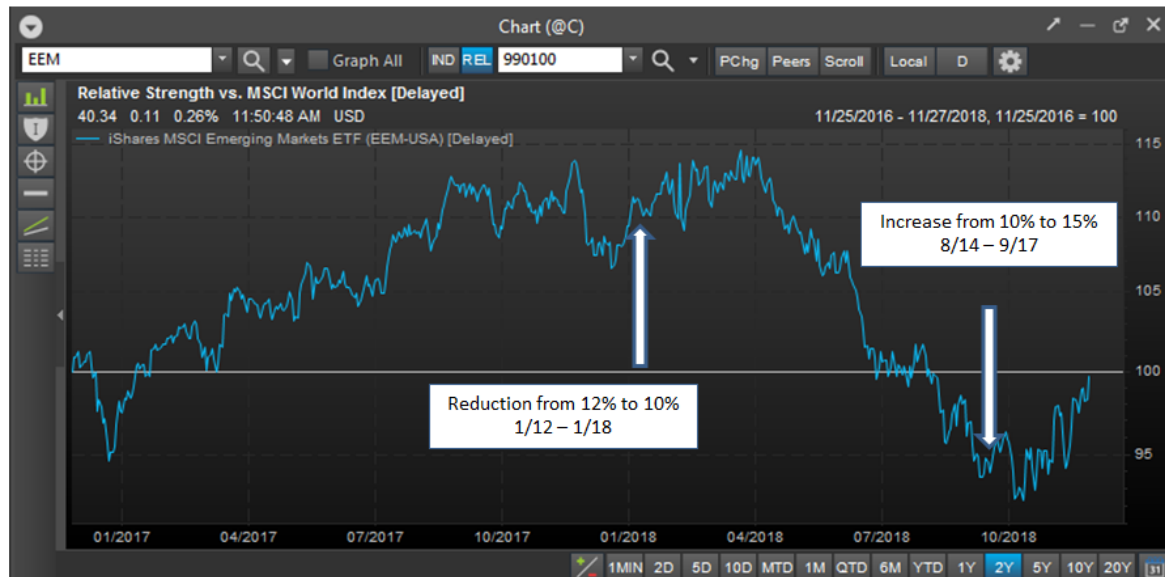 Chart (@C)
EEM Graph All IND REL 990100 PChg Peers Scroll Local D
Relative Strength vs. MSCI World Index [Delayed]
40.34 0.11 0.26% 11:50:48 AM USD 11/25/2016 - 11/27/2018, 11/25/2016 = 100
iShares MSCI Emerging Markets ETF (EEM-USA) [Delayed]
115
110
Increase from 10% to 15%
8/14 – 9/17
105
100
Reduction from 12% to 10%
1/12 – 1/18
95
01/2017 04/2017 07/2017 10/2017 01/2018 04/2018 07/2018 10/2018
1MIN 2D 5D 10D MTD 1M QTD 6M YTD 1Y 2Y 5Y 10Y 20Y 31